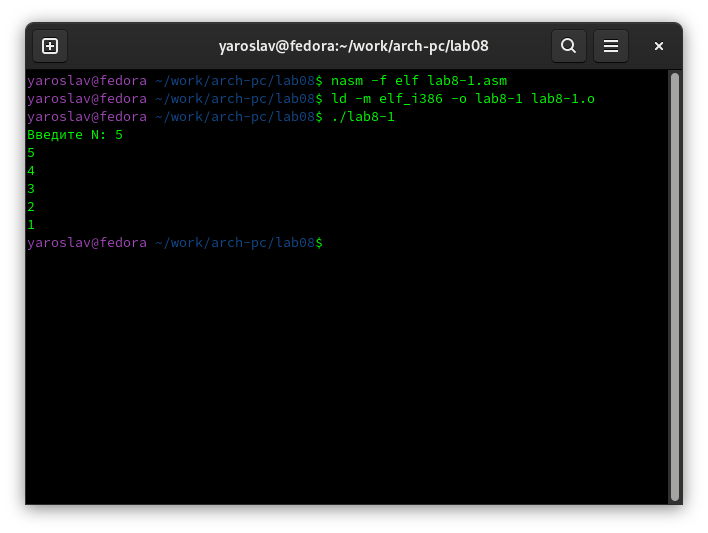 yaroslav@fedora:~/work/arch-pc/lab08
yaroslav@fedora ~/work/arch-pc/lab08$ nasm -f elf lab8-1.asm
yaroslav@fedora ~/work/arch-pc/lab08$ ld -m elf_i386 -o lab8-1 lab8-1.o
yaroslav@fedora ~/work/arch-pc/lab08$ ./lab8-1
Введите N: 5
5
4
3
2
1
yaroslav@fedora ~/work/arch-pc/lab08$